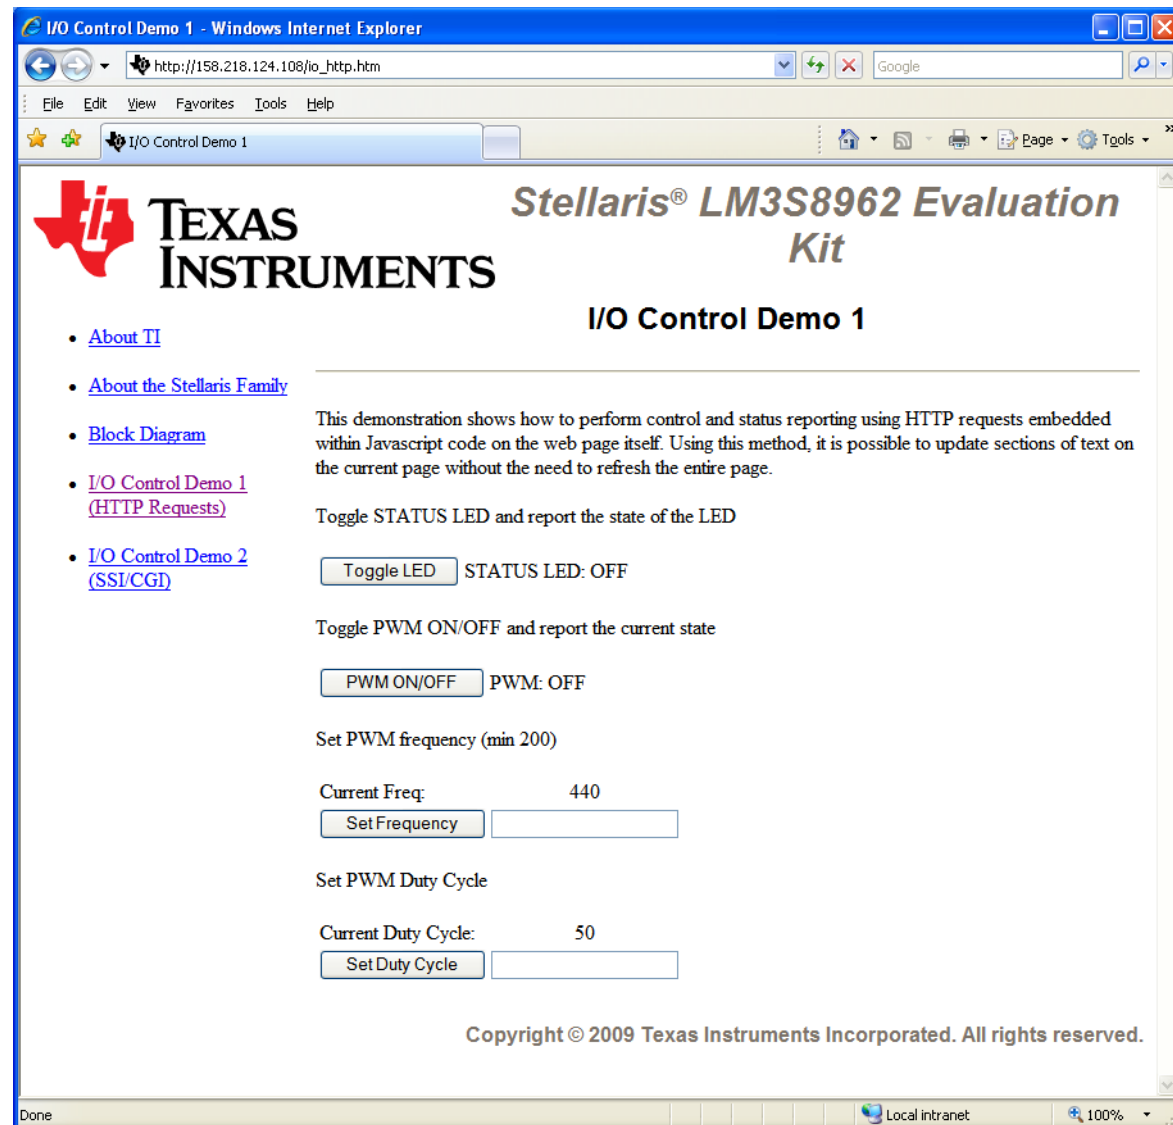 I/O Control Demo 1 - Windows Internet Explorer
http://158.218.124.108/io_http.htm
Google
File Edit View Favorites Tools Help
I/O Control Demo 1
Page Tools
TEXAS
INSTRUMENTS
Stellaris® LM3S8962 Evaluation
Kit
I/O Control Demo 1
About TI
About the Stellaris Family
Block Diagram
I/O Control Demo 1
(HTTP Requests)
I/O Control Demo 2
(SSI/CGI)
This demonstration shows how to perform control and status reporting using HTTP requests embedded
within Javascript code on the web page itself. Using this method, it is possible to update sections of text on
the current page without the need to refresh the entire page.
Toggle STATUS LED and report the state of the LED
Toggle LED STATUS LED: OFF
Toggle PWM ON/OFF and report the current state
PWM ON/OFF PWM: OFF
Set PWM frequency (min 200)
Current Freq: 440
Set Frequency
Set PWM Duty Cycle
Current Duty Cycle: 50
Set Duty Cycle
Copyright © 2009 Texas Instruments Incorporated. All rights reserved.
Done
Local intranet
100%